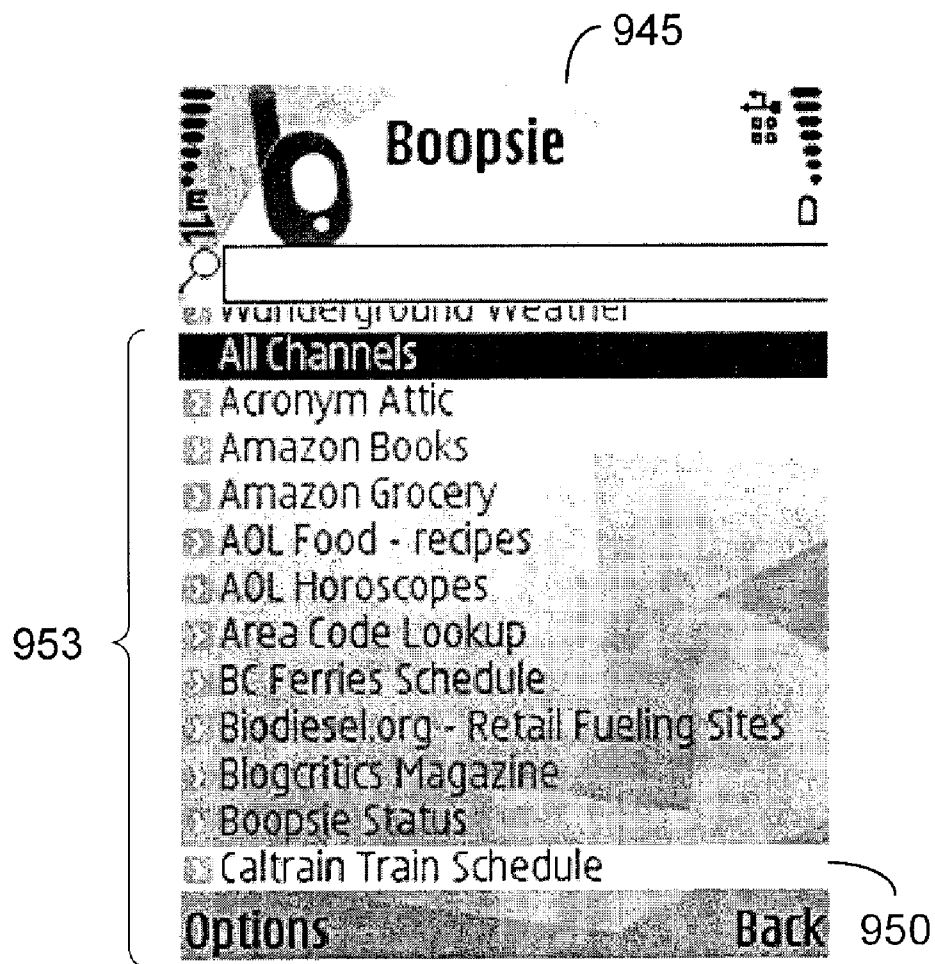 945
Boopsie
Wunderground Weather
All Channels
Acronym Attic
Amazon Books
Amazon Grocery
AOL Food - recipes
AOL Horoscopes
953
Area Code Lookup
BC Ferries Schedule
Biodiesel.org - Retail Fueling Sites
Blogcritics Magazine
Boopsie Status
Caltrain Train Schedule
Options Back 950